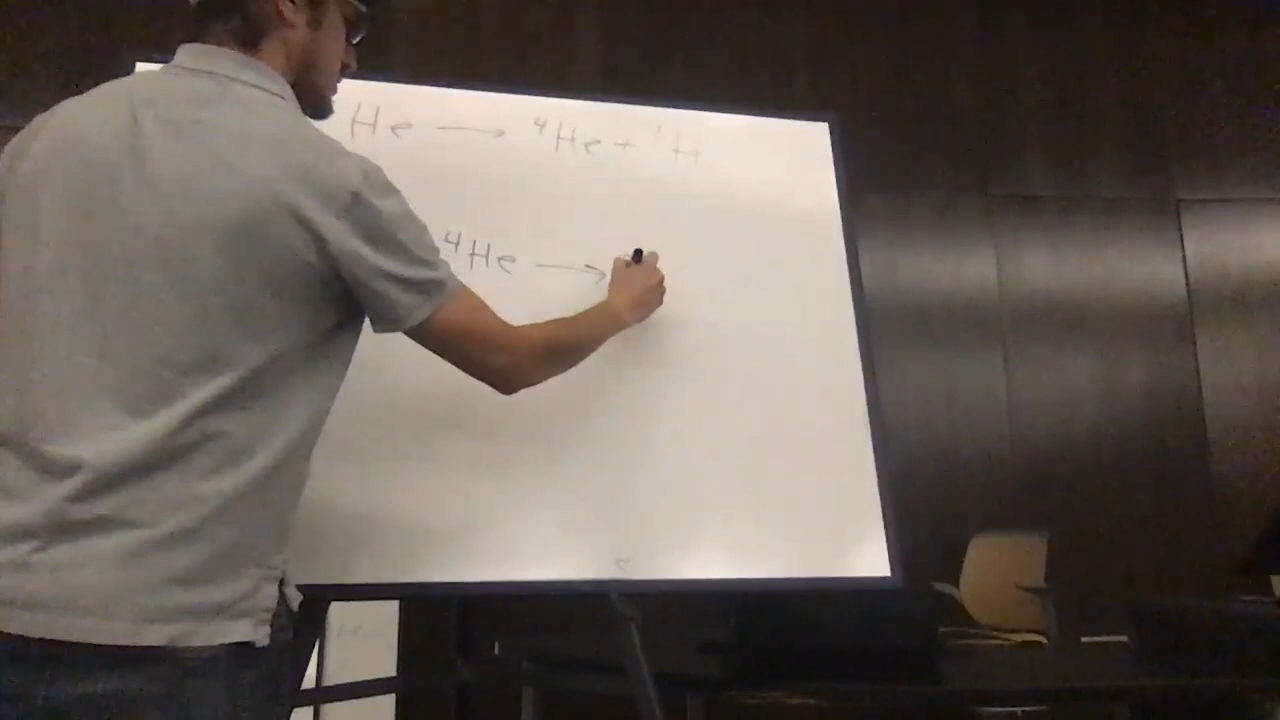 He → ⁴He + ¹H
⁴He →